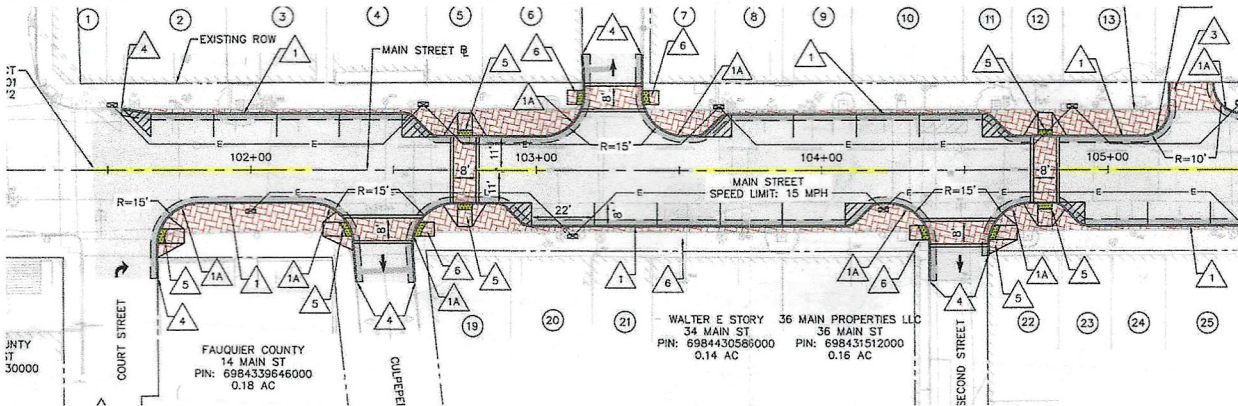 1
2
3
4
5
6
7
8
9
10
11
12
13
4
EXISTING ROW
1
MAIN STREET B
5
6
4
6
1
5
1
3
1A
01
1A
1A
8'
E
E
E
E
E
E
E
E
R=15'
R=10'
102+00
11'
103+00
104+00
105+00
8'
8'
11'
MAIN STREET
SPEED LIMIT: 15 MPH
R=15'
E
R=15'
E
E
R=15'
E
22'
8'
8'
8'
5
1A
1
1A
5
6
1A
5
1
6
1A
6
4
5
1A
5
1
4
4
19
20
21
22
23
24
25
COURT STREET
FAUQUIER COUNTY
14 MAIN ST
PIN: 6984339646000
0.18 AC
WALTER E STORY
34 MAIN ST
PIN: 6984430586000
0.14 AC
36 MAIN PROPERTIES LLC
36 MAIN ST
PIN: 698431512000
0.16 AC
SECOND STREET
30000